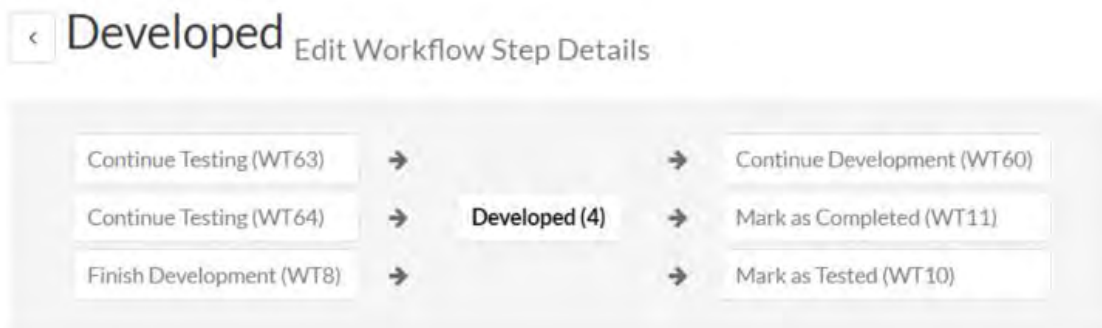 Developed Edit Workflow Step Details
Continue Testing (WT63)
Continue Development (WT60)
Continue Testing (WT64)
Developed (4)
Mark as Completed (WT11)
Finish Development (WT8)
Mark as Tested (WT10)